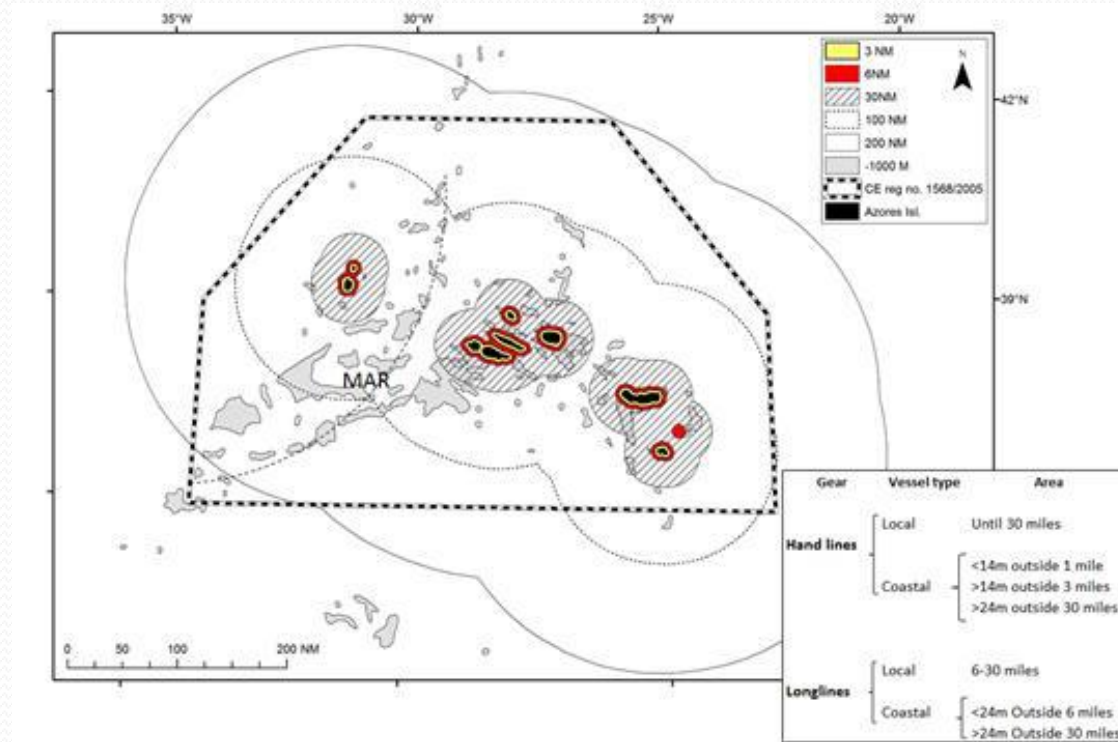 35°W 30°W 25°W 20°W
3 NM
6NM
30NM
100 NM
200 NM
-1000 M
CE reg no. 1568/2005
Azores Isl.
N
42°N
39°N
MAR
0 50 100 200 NM
Gear Vessel type Area
Hand lines
Local Until 30 miles
Coastal
<14m outside 1 mile
>14m outside 3 miles
>24m outside 30 miles
Longlines
Local 6-30 miles
Coastal
<24m Outside 6 miles
>24m Outside 30 miles